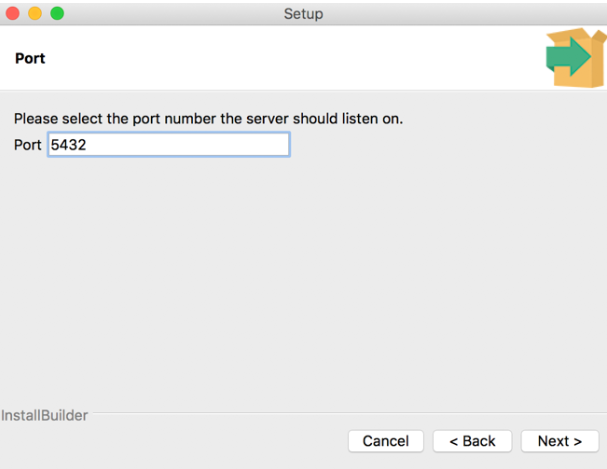 Setup
Port
Please select the port number the server should listen on.
Port 5432
InstallBuilder
Cancel < Back Next >